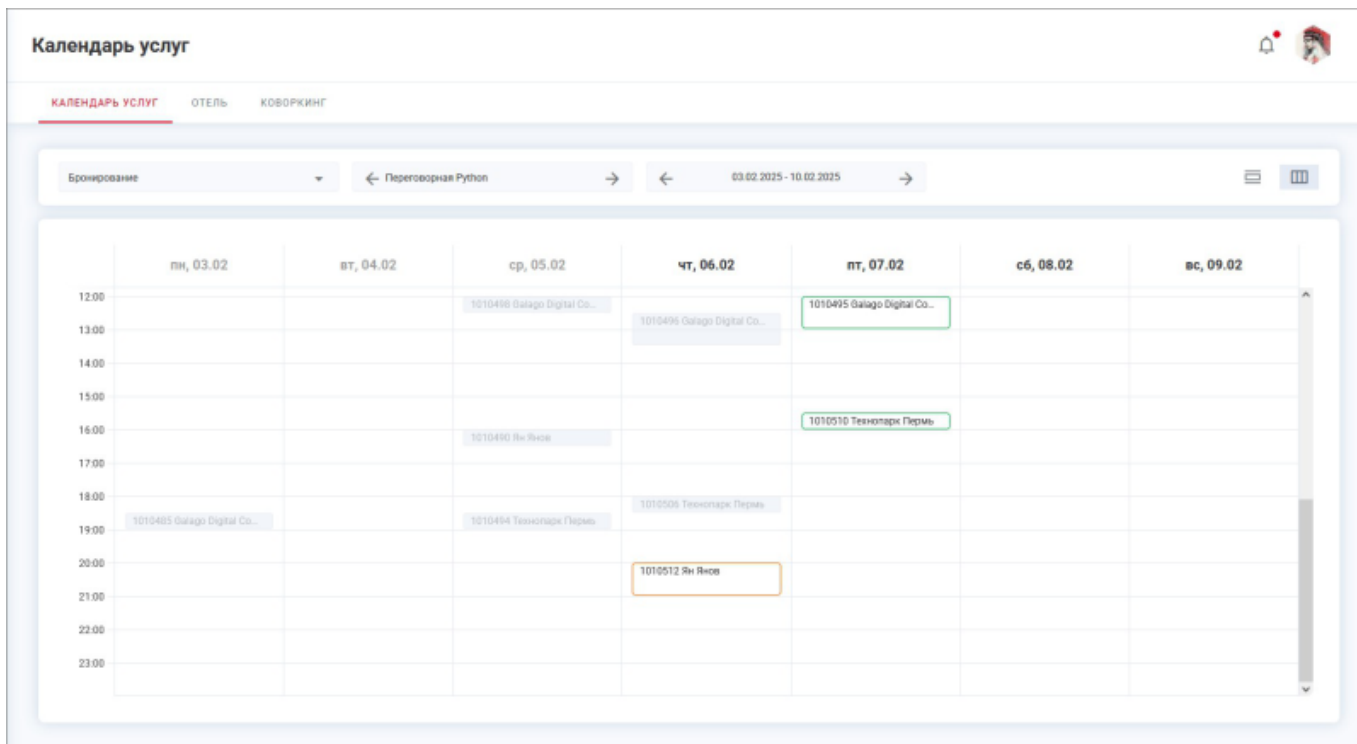 Календарь услуг
КАЛЕНДАРЬ УСЛУГ ОТЕЛЬ КОВОРКИНГ
Бронирование Переговорная Python 03.02.2025 - 10.02.2025
пн, 03.02 вт, 04.02 ср, 05.02 чт, 06.02 пт, 07.02 сб, 08.02 вс, 09.02
12:00 1010498 Galago Digital Co... 1010495 Galago Digital Co...
1010496 Galago Digital Co...
13:00
14:00
15:00
1010510 Технопарк Пермь
16:00 1010490 Ян Янов
17:00
18:00 1010506 Технопарк Пермь
1010485 Galago Digital Co... 1010494 Технопарк Пермь
19:00
20:00 1010512 Ян Янов
21:00
22:00
23:00